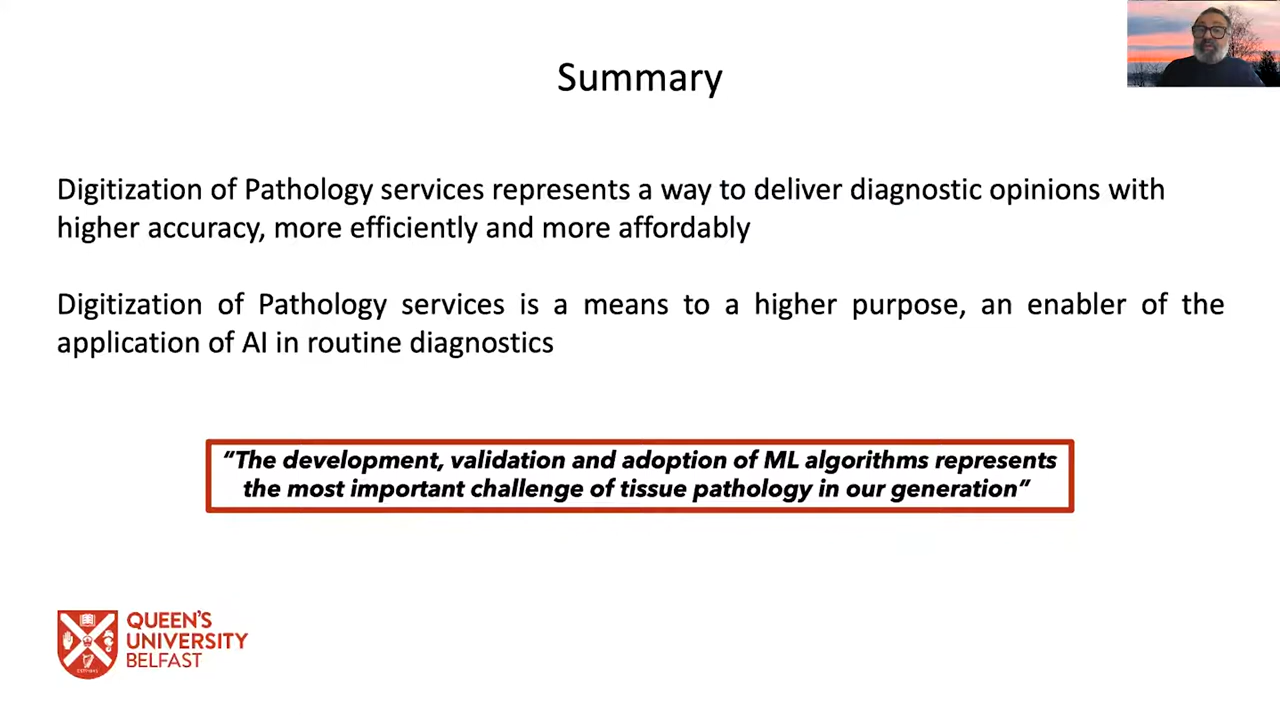 Summary
Digitization of Pathology services represents a way to deliver diagnostic opinions with
higher accuracy, more efficiently and more affordably
Digitization of Pathology services is a means to a higher purpose, an enabler of the
application of AI in routine diagnostics
“The development, validation and adoption of ML algorithms represents
the most important challenge of tissue pathology in our generation”
QUEEN'S
UNIVERSITY
BELFAST